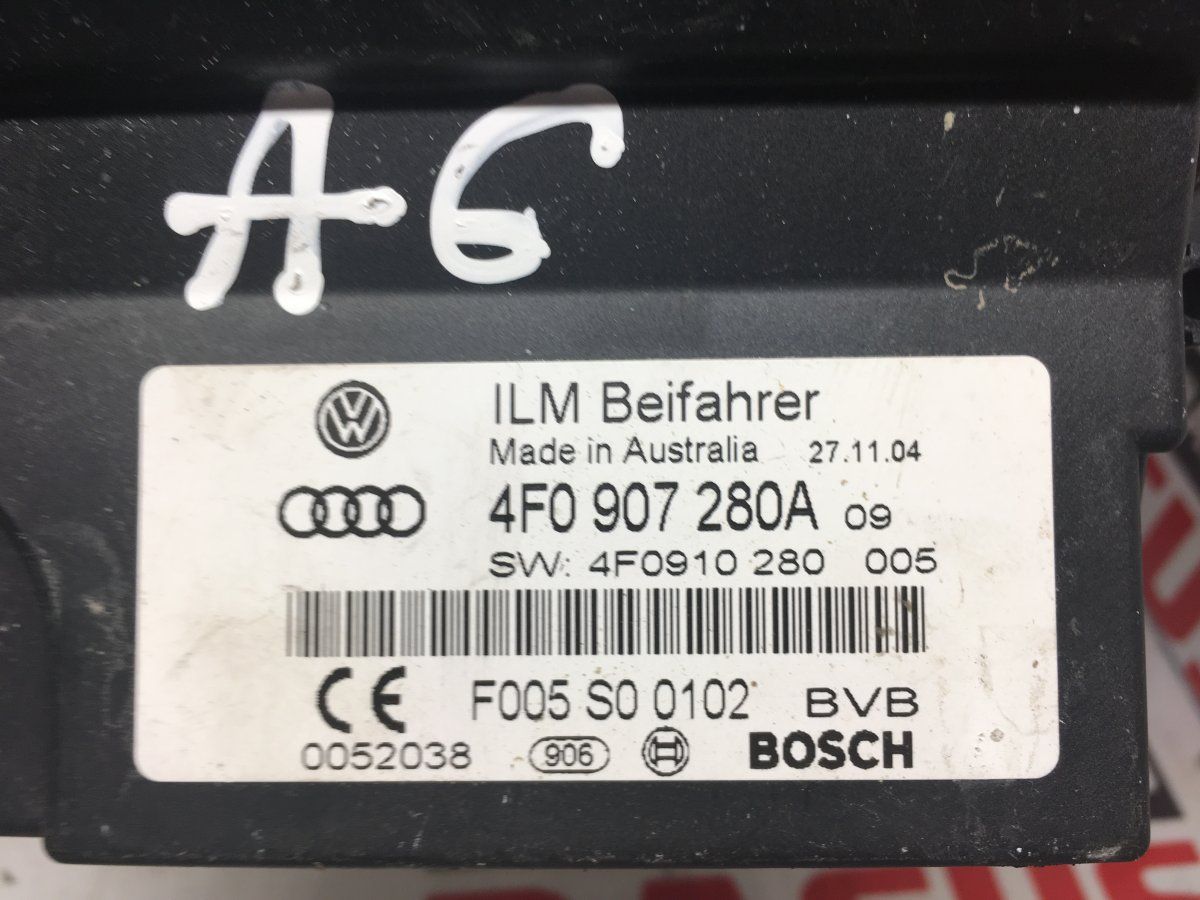 A6
ILM Beifahrer
Made in Australia 27.11.04
4F0 907 280A 09
SW: 4F0910 280 005
CE F005 S0 0102 BVB
0052038 906 BOSCH